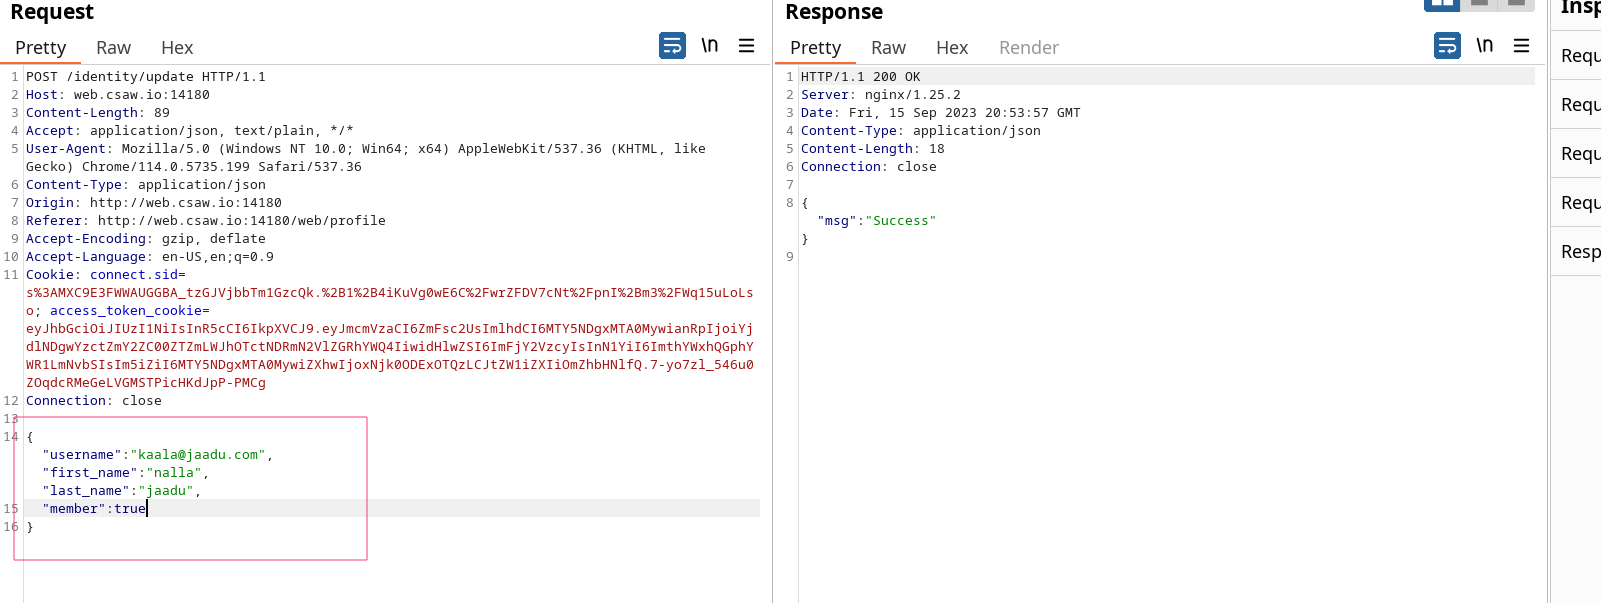 Request
Pretty Raw Hex
\n
1 POST /identity/update HTTP/1.1
2 Host: web.csaw.io:14180
3 Content-Length: 89
4 Accept: application/json, text/plain, */*
5 User-Agent: Mozilla/5.0 (Windows NT 10.0; Win64; x64) AppleWebKit/537.36 (KHTML, like
Gecko) Chrome/114.0.5735.199 Safari/537.36
6 Content-Type: application/json
7 Origin: http://web.csaw.io:14180
8 Referer: http://web.csaw.io:14180/web/profile
9 Accept-Encoding: gzip, deflate
10 Accept-Language: en-US,en;q=0.9
11 Cookie: connect.sid=
s%3AMXC9E3FWWAUGGBA_tzGJVjbbTm1GzcQk.%2B1%2B4iKuVg0wE6C%2FwrZFDV7cNt%2FpnI%2Bm3%2FWq15uLoLs
o; access_token_cookie=
eyJhbGciOiJIUzI1NiIsInR5cCI6IkpXVCJ9.eyJmcmVzaCI6ZmFsc2UsImlhdCI6MTY5NDgxMTA0MywianRpIjoiYj
dlNDgwYzctZmY2ZC00ZTZmLWJhOTctNDRmN2VlZGRhYWQ4IiwidHlwZSI6ImFjY2VzcyIsInN1YiI6ImthYWxhQGphY
WR1LmNvbSIsIm5iZiI6MTY5NDgxMTA0MywiZXhwIjoxNjk0ODExOTQzLCJtZW1iZXIiOmZhbHNlfQ.7-yo7zl_546u0
ZOqdcRMeGeLVGMSTPicHKdJpP-PMCg
12 Connection: close
13
14 {
"username":"kaala@jaadu.com",
"first_name":"nalla",
"last_name":"jaadu",
15 "member":true
16 }
Response
Pretty Raw Hex Render
\n
1 HTTP/1.1 200 OK
2 Server: nginx/1.25.2
3 Date: Fri, 15 Sep 2023 20:53:57 GMT
4 Content-Type: application/json
5 Content-Length: 18
6 Connection: close
7
8 {
"msg":"Success"
}
9
Insp
Requ
Requ
Requ
Requ
Resp